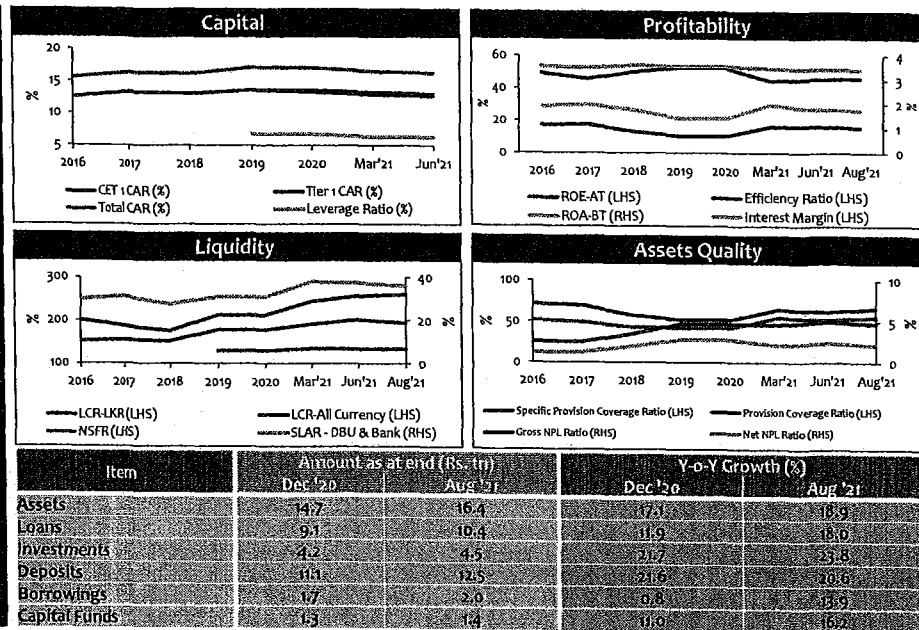 Capital
20
15
10
5
%
2016 2017 2018 2019 2020 Mar'21 Jun'21
CET 1 CAR (%) Tier 1 CAR (%)
Total CAR (%) Leverage Ratio (%)
Profitability
60
40
20
0
%
4
3
2
1
0
%
2016 2017 2018 2019 2020 Mar'21 Jun'21 Aug'21
ROE-AT (LHS) Efficiency Ratio (LHS)
ROA-BT (RHS) Interest Margin (LHS)
Liquidity
300
200
100
%
40
20
0
%
2016 2017 2018 2019 2020 Mar'21 Jun'21 Aug'21
LCR-LKR (LHS) LCR-All Currency (LHS)
NSFR (LHS) SLAR - DBU & Bank (RHS)
Assets Quality
100
50
0
%
10
5
0
%
2016 2017 2018 2019 2020 Mar'21 Jun'21 Aug'21
Specific Provision Coverage Ratio (LHS) Provision Coverage Ratio (LHS)
Gross NPL Ratio (RHS) Net NPL Ratio (RHS)
Item Amount as at end (Rs. tn) Y-o-Y Growth (%)
Dec '20 Aug '21 Dec '20 Aug '21
Assets 14.7 16.4 17.1 18.9
Loans 9.1 10.4 11.9 18.0
Investments 4.2 4.5 21.7 23.8
Deposits 11.1 12.5 21.6 20.6
Borrowings 1.7 2.0 0.8 13.9
Capital Funds 1.3 1.4 11.0 16.2